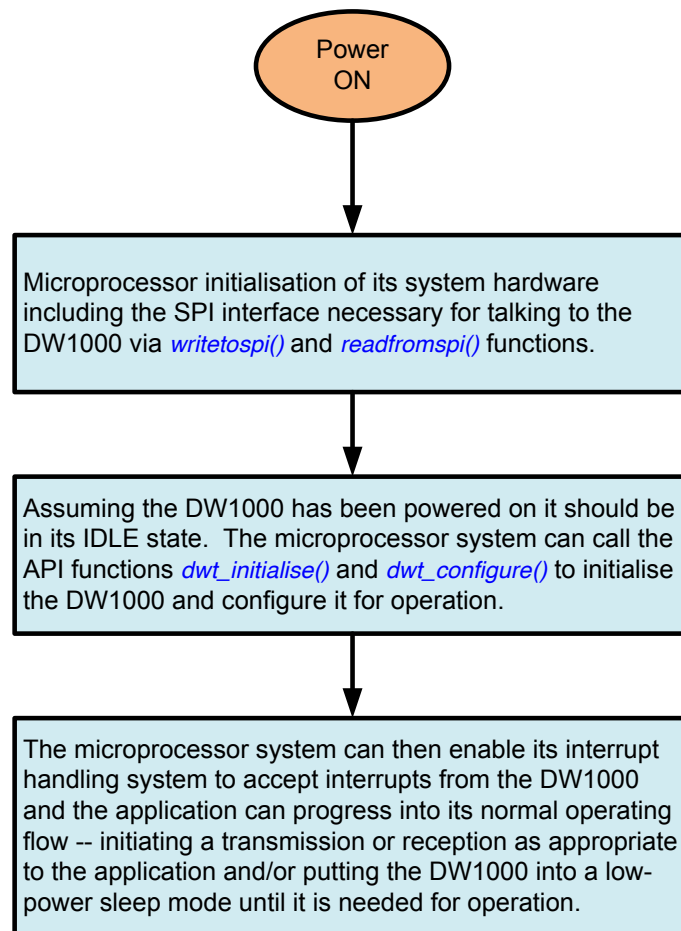 Power
ON
Microprocessor initialisation of its system hardware
including the SPI interface necessary for talking to the
DW1000 via writetospi() and readfromspi() functions.
Assuming the DW1000 has been powered on it should be
in its IDLE state.  The microprocessor system can call the
API functions dwt_initialise() and dwt_configure() to initialise
the DW1000 and configure it for operation.
The microprocessor system can then enable its interrupt
handling system to accept interrupts from the DW1000
and the application can progress into its normal operating
flow -- initiating a transmission or reception as appropriate
to the application and/or putting the DW1000 into a low-
power sleep mode until it is needed for operation.